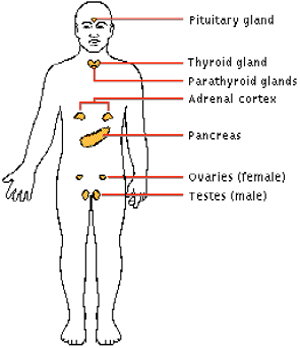 Pituitary gland
Thyroid gland
Parathyroid glands
Adrenal cortex
Pancreas
Ovaries (female)
Testes (male)